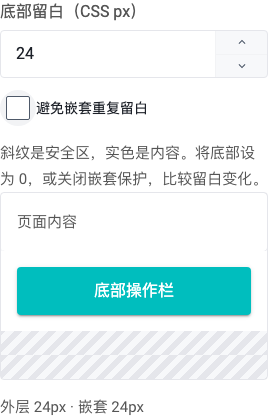 底部留白（CSS px）
24
避免嵌套重复留白
斜纹是安全区，实色是内容。将底部设
为 0，或关闭嵌套保护，比较留白变化。
页面内容
底部操作栏
外层 24px · 嵌套 24px